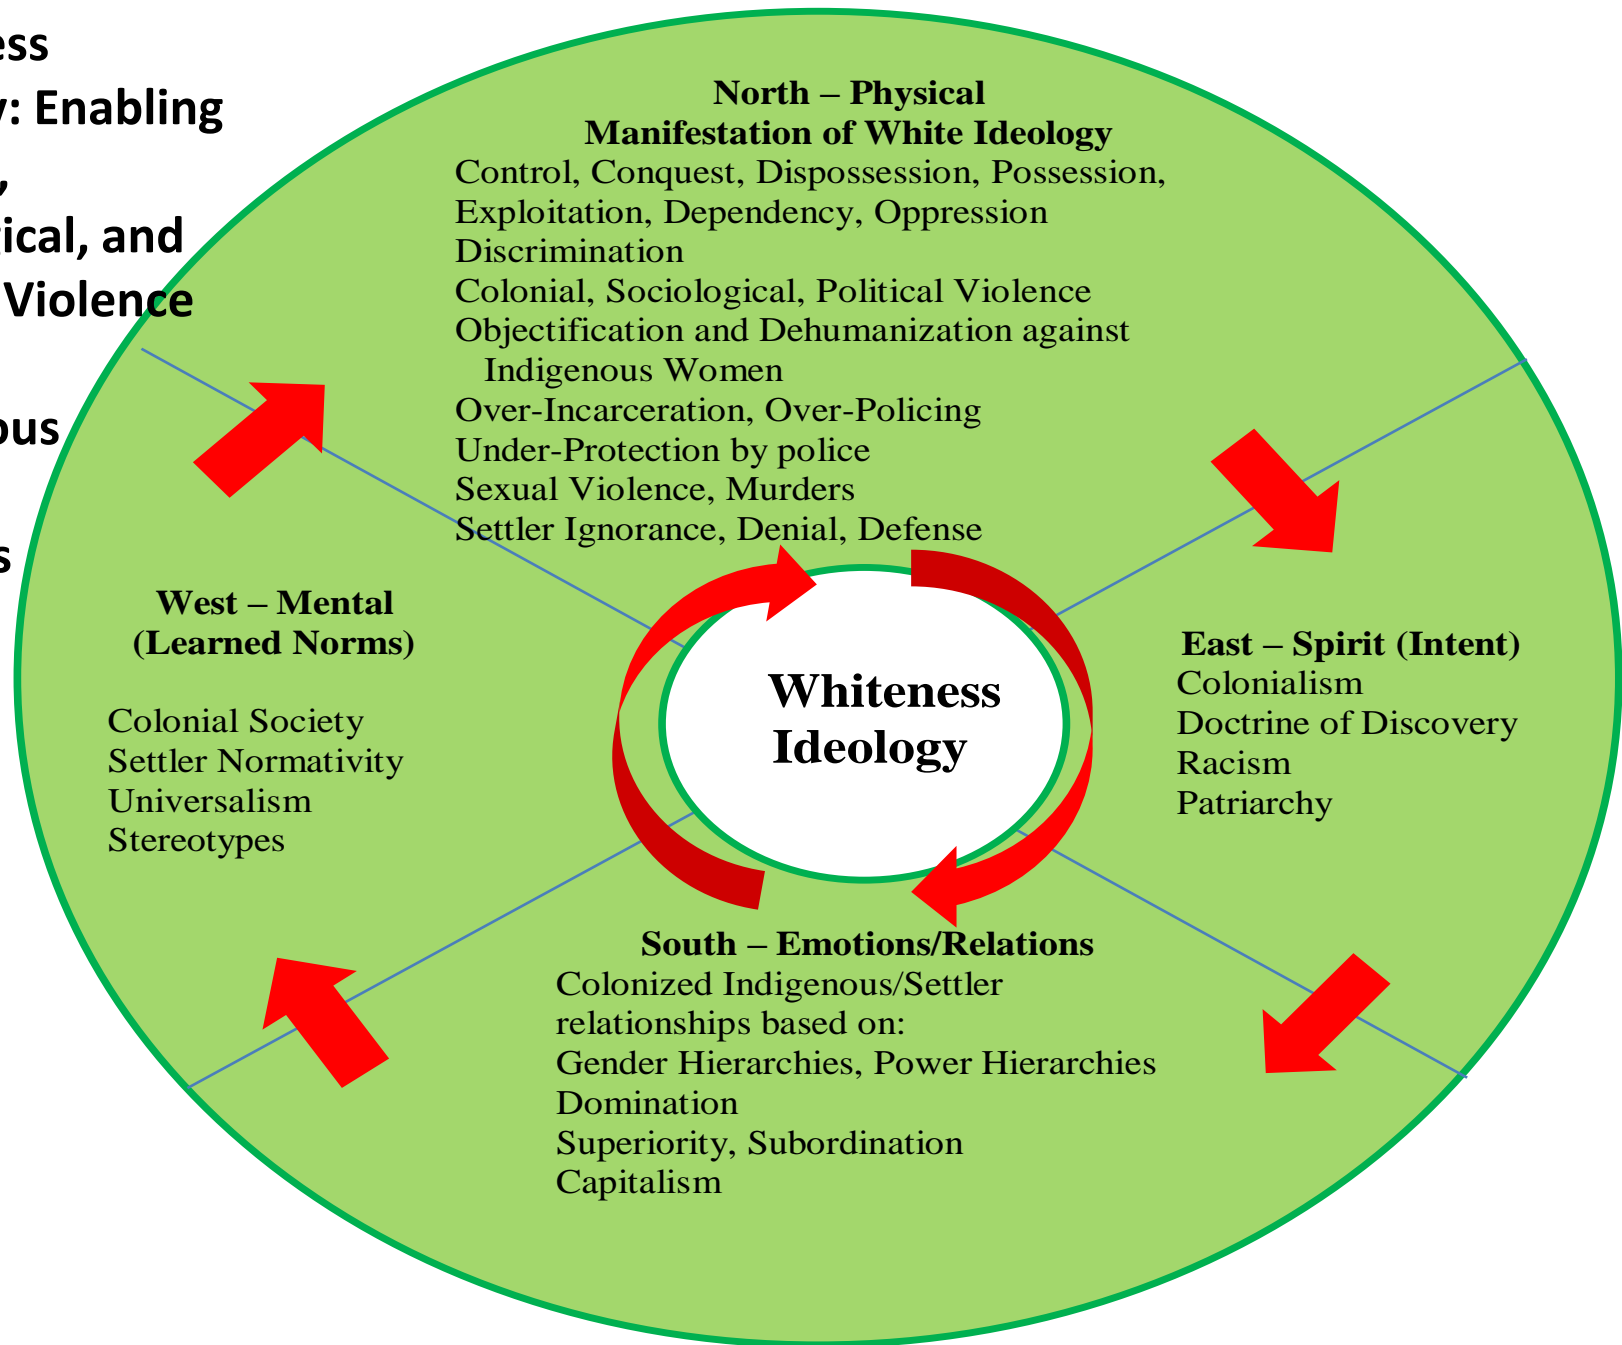 ess
y: Enabling
,
gical, and
Violence
ous
s
North – Physical
Manifestation of White Ideology
Control, Conquest, Dispossession, Possession,
Exploitation, Dependency, Oppression
Discrimination
Colonial, Sociological, Political Violence
Objectification and Dehumanization against
Indigenous Women
Over-Incarceration, Over-Policing
Under-Protection by police
Sexual Violence, Murders
Settler Ignorance, Denial, Defense
West – Mental
(Learned Norms)
Colonial Society
Settler Normativity
Universalism
Stereotypes
Whiteness
Ideology
East – Spirit (Intent)
Colonialism
Doctrine of Discovery
Racism
Patriarchy
South – Emotions/Relations
Colonized Indigenous/Settler
relationships based on:
Gender Hierarchies, Power Hierarchies
Domination
Superiority, Subordination
Capitalism